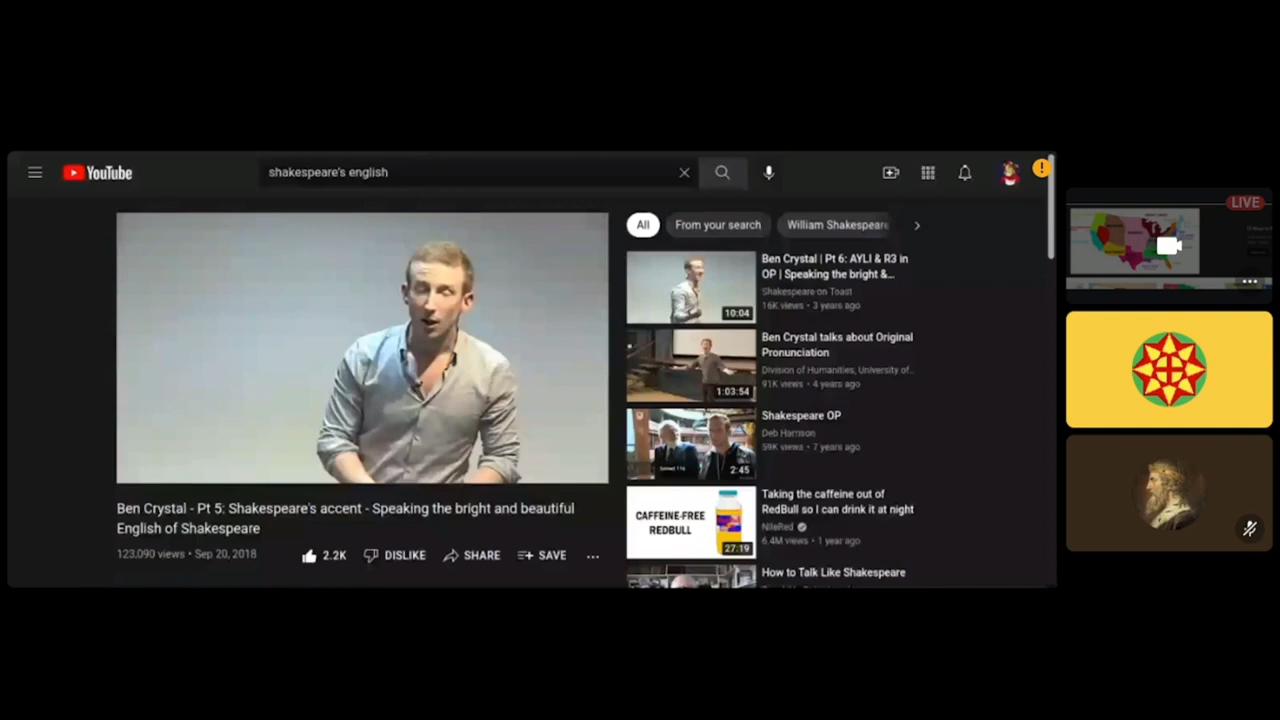 YouTube
shakespeare's english
LIVE
All
From your search
William Shakespeare
Ben Crystal | Pt 6: AYLI & R3 in
OP | Speaking the bright &...
Shakespeare on Toast
16K views • 3 years ago
10:04
Ben Crystal talks about Original
Pronunciation
Division of Humanities, University of...
91K views • 4 years ago
1:03:54
Shakespeare OP
Deb Harrison
59K views • 7 years ago
Sonnet 116
2:45
CAFFEINE-FREE
REDBULL
27:19
Taking the caffeine out of
RedBull so I can drink it at night
NileRed
6.4M views • 1 year ago
How to Talk Like Shakespeare
Ben Crystal - Pt 5: Shakespeare's accent - Speaking the bright and beautiful
English of Shakespeare
123,090 views • Sep 20, 2018
2.2K
DISLIKE
SHARE
SAVE